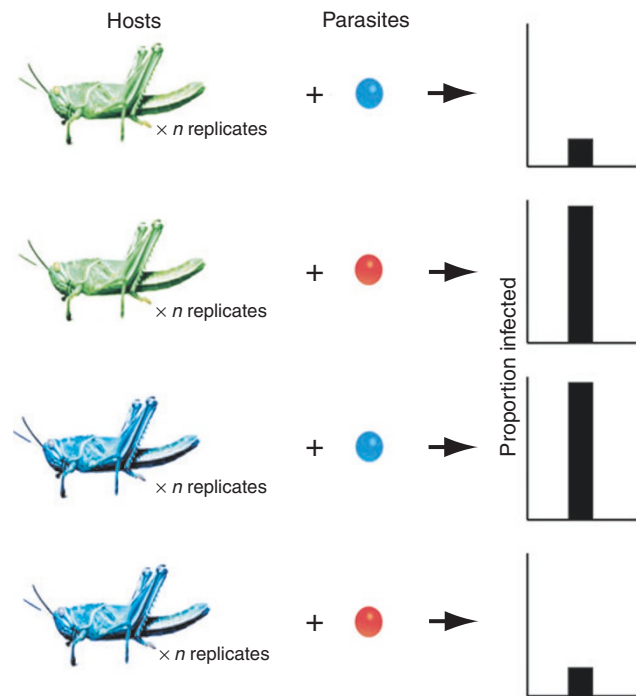 Hosts
Parasites
× n replicates
+
× n replicates
+
Proportion infected
× n replicates
+
× n replicates
+